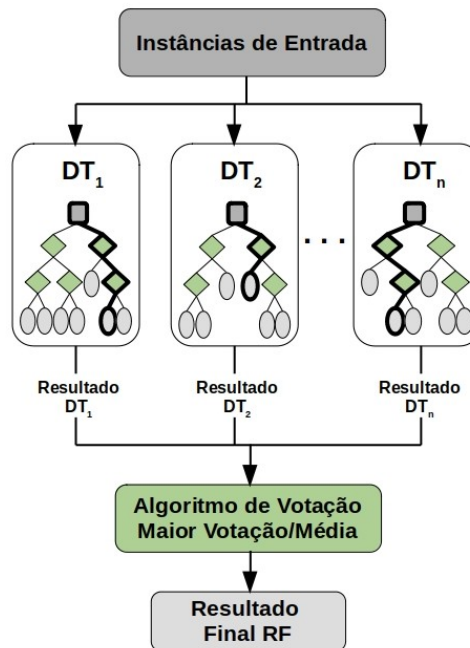 Instâncias de Entrada
DT1
DT2
DTn
. . .
Resultado
DT1
Resultado
DT2
Resultado
DTn
Algoritmo de Votação
Maior Votação/Média
Resultado
Final RF